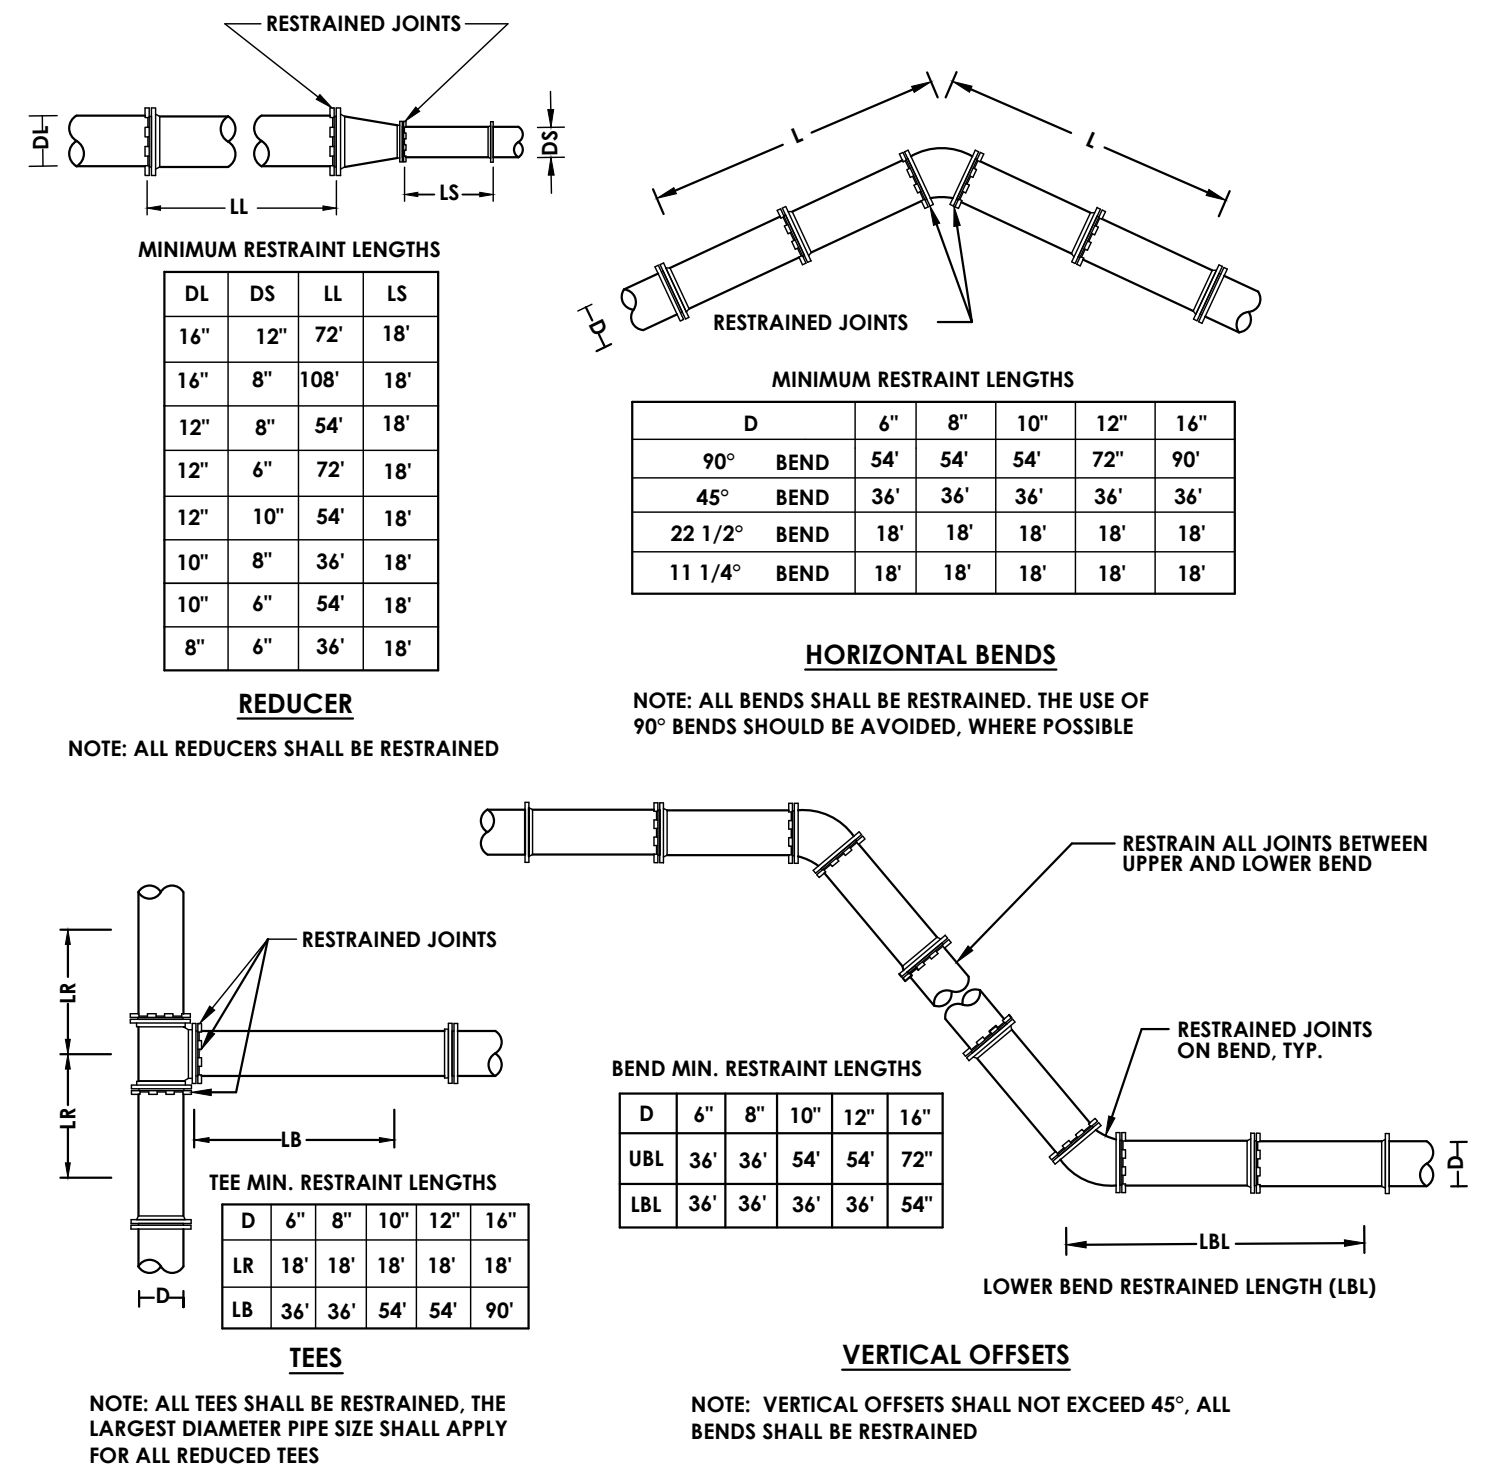 RESTRAINED JOINTS
DL
DS
LL
LS
MINIMUM RESTRAINT LENGTHS
DL DS LL LS
16" 12" 72' 18'
16" 8" 108' 18'
12" 8" 54' 18'
12" 6" 72' 18'
12" 10" 54' 18'
10" 8" 36' 18'
10" 6" 54' 18'
8" 6" 36' 18'
REDUCER
NOTE: ALL REDUCERS SHALL BE RESTRAINED
L
L
D
RESTRAINED JOINTS
MINIMUM RESTRAINT LENGTHS
D 6" 8" 10" 12" 16"
90° BEND 54' 54' 54' 72" 90'
45° BEND 36' 36' 36' 36' 36'
22 1/2° BEND 18' 18' 18' 18' 18'
11 1/4° BEND 18' 18' 18' 18' 18'
HORIZONTAL BENDS
NOTE: ALL BENDS SHALL BE RESTRAINED. THE USE OF
90° BENDS SHOULD BE AVOIDED, WHERE POSSIBLE
RESTRAINED JOINTS
LR
LR
LB
D
TEE MIN. RESTRAINT LENGTHS
D 6" 8" 10" 12" 16"
LR 18' 18' 18' 18' 18'
LB 36' 36' 54' 54' 90'
TEES
NOTE: ALL TEES SHALL BE RESTRAINED, THE
LARGEST DIAMETER PIPE SIZE SHALL APPLY
FOR ALL REDUCED TEES
RESTRAIN ALL JOINTS BETWEEN
UPPER AND LOWER BEND
RESTRAINED JOINTS
ON BEND, TYP.
BEND MIN. RESTRAINT LENGTHS
D 6" 8" 10" 12" 16"
UBL 36' 36' 54' 54' 72"
LBL 36' 36' 36' 36' 54"
D
LBL
LOWER BEND RESTRAINED LENGTH (LBL)
VERTICAL OFFSETS
NOTE: VERTICAL OFFSETS SHALL NOT EXCEED 45°, ALL
BENDS SHALL BE RESTRAINED